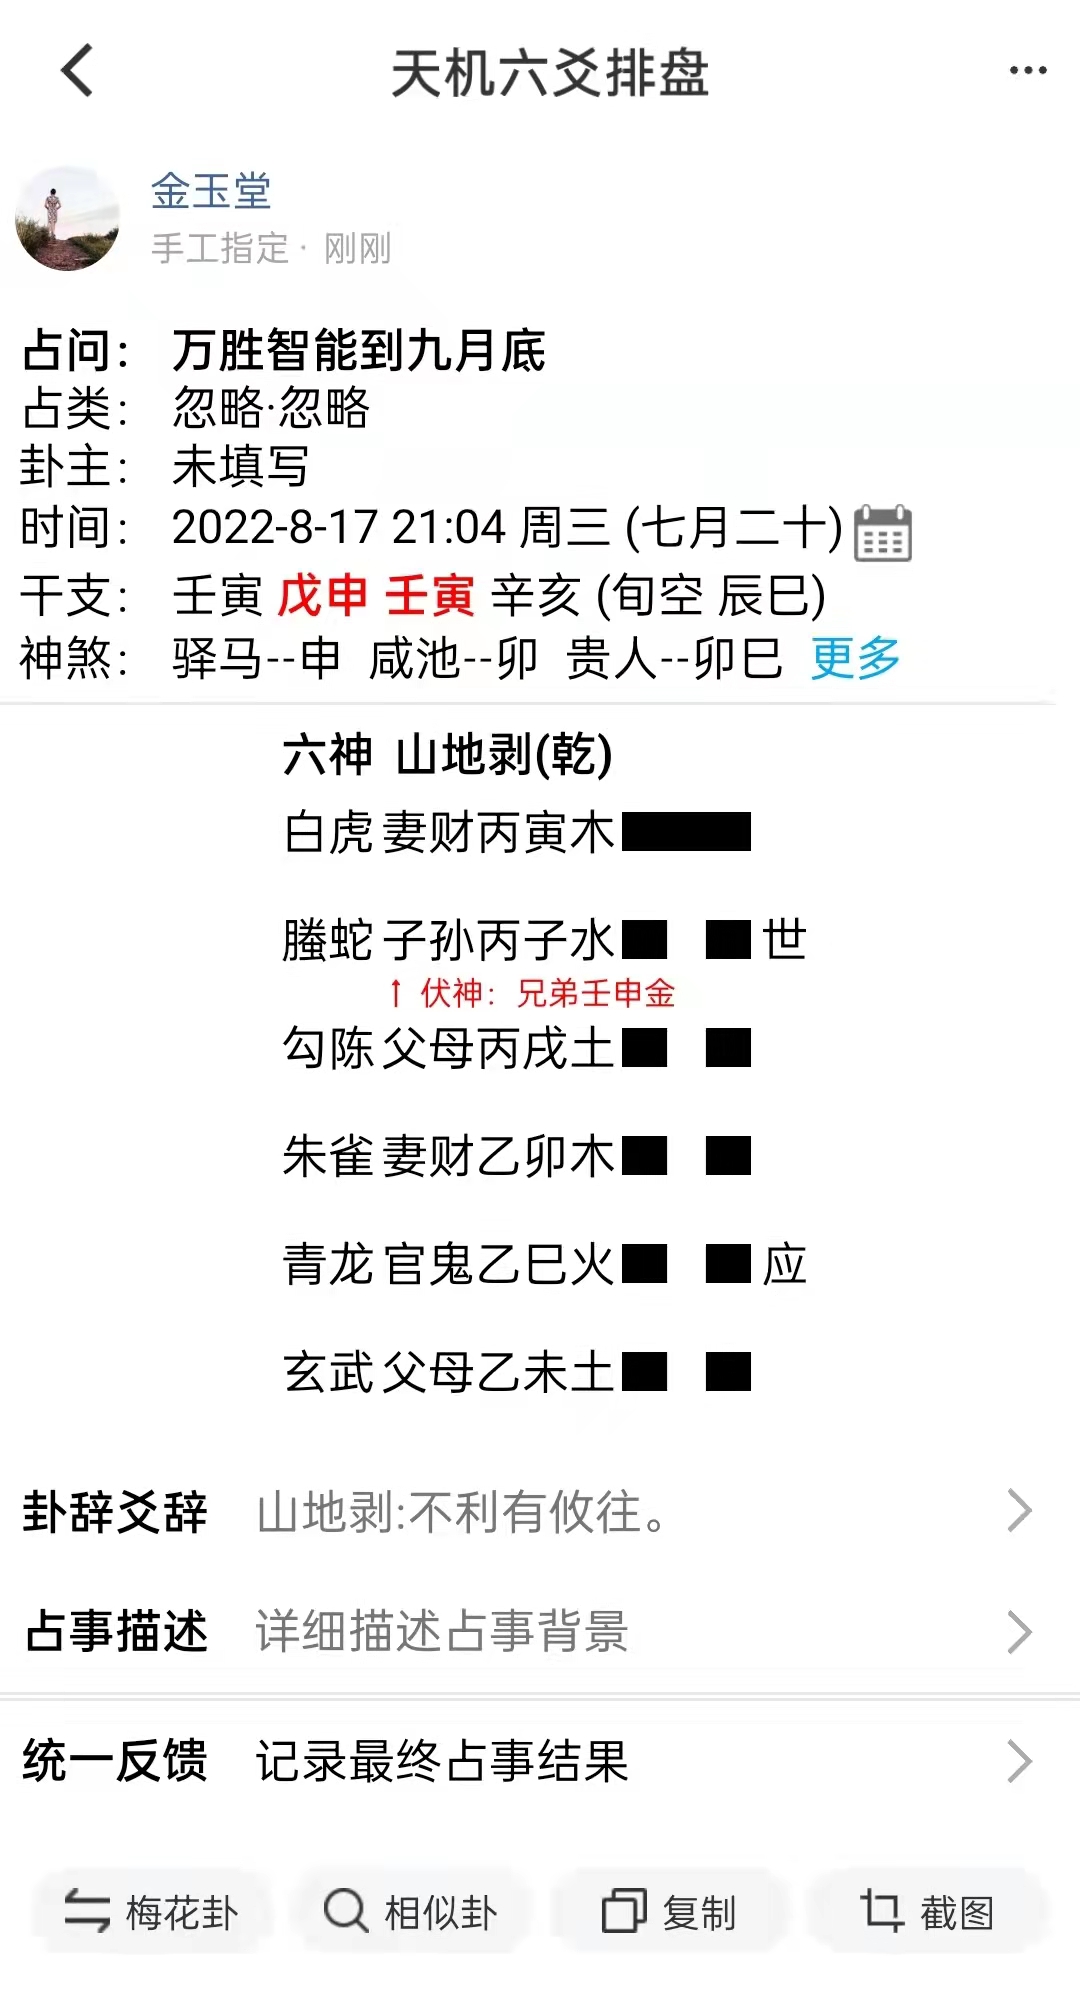 天机六爻排盘
金玉堂
手工指定· 刚刚
占问： 万胜智能到九月底
占类： 忽略·忽略
卦主： 未填写
时间： 2022-8-17 21:04 周三 (七月二十)
干支： 壬寅 戊申 壬寅 辛亥 (旬空 辰巳)
神煞： 驿马--申 咸池--卯 贵人--卯巳 更多
六神 山地剥(乾)
白虎 妻财丙寅木
螣蛇 子孙丙子水 世
↑ 伏神：兄弟壬申金
勾陈 父母丙戌土
朱雀 妻财乙卯木
青龙 官鬼乙巳火 应
玄武 父母乙未土
卦辞爻辞 山地剥:不利有攸往。
占事描述 详细描述占事背景
统一反馈 记录最终占事结果
梅花卦 相似卦 复制 截图